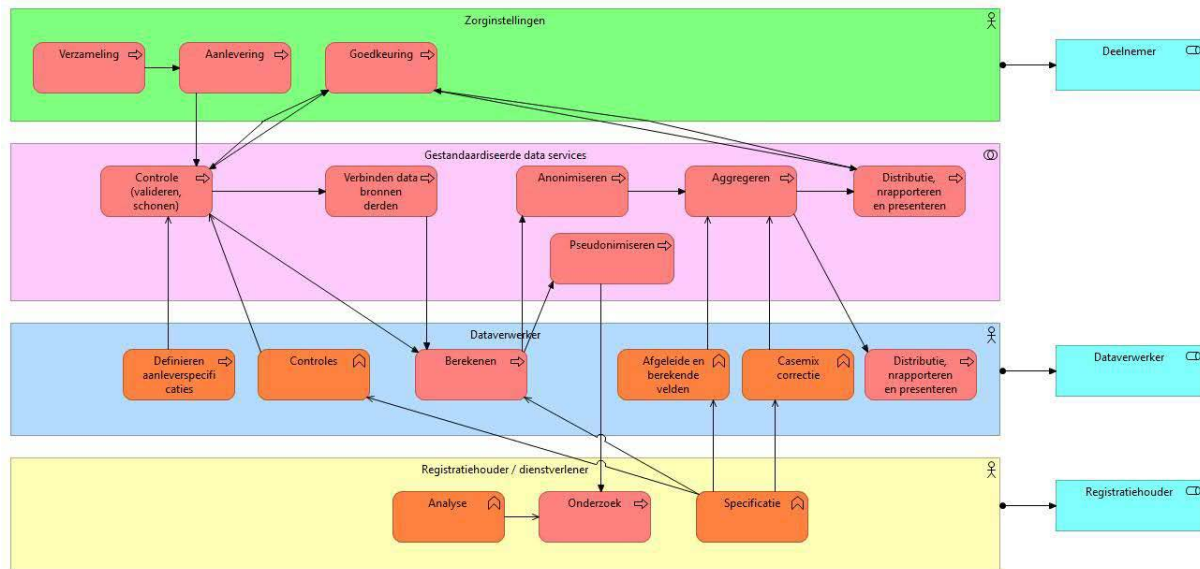 Zorginstellingen
Verzameling
Aanlevering
Goedkeuring
Deelnemer
Gestandaardiseerde data services
Controle
(valideren,
schonen)
Verbinden data
bronnen
derden
Anonimiseren
Aggregeren
Distributie,
nrapporteren
en presenteren
Pseudonimiseren
Dataverwerker
Definieren
aanleverspecifi
caties
Controles
Berekenen
Afgeleide en
berekende
velden
Casemix
correctie
Distributie,
nrapporteren
en presenteren
Dataverwerker
Registratiehouder / dienstverlener
Analyse
Onderzoek
Specificatie
Registratiehouder